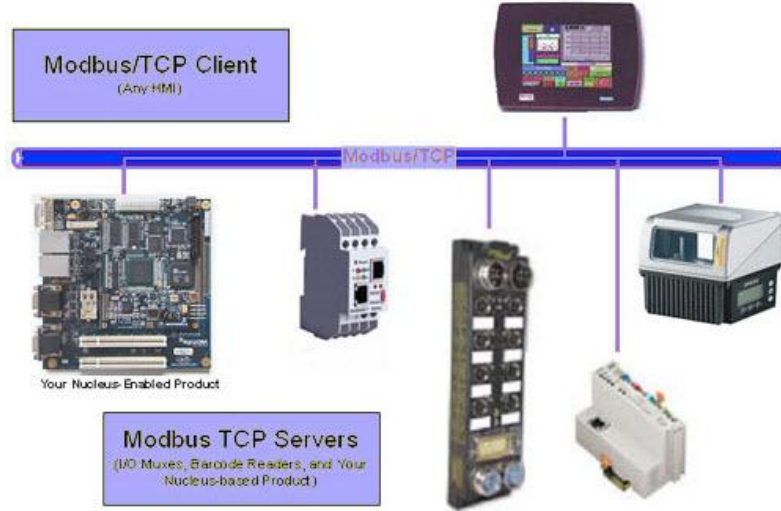 Modbus/TCP Client
(Any HMI)
Modbus/TCP
Your Nucleus-Enabled Product
Modbus TCP Servers
(I/O Muxes, Barcode Readers, and Your
Nucleus-based Product)